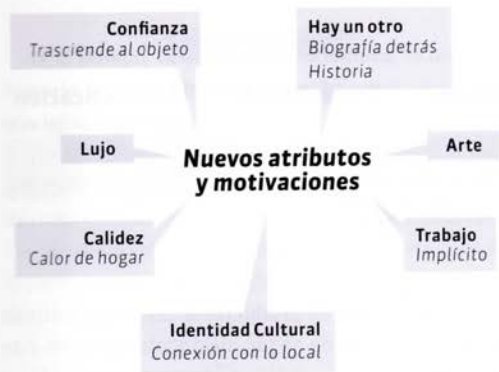 Confianza
Trasciende al objeto
Hay un otro
Biografía detrás
Historia
Lujo
Nuevos atributos
y motivaciones
Arte
Calidez
Calor de hogar
Trabajo
Implícito
Identidad Cultural
Conexión con lo local